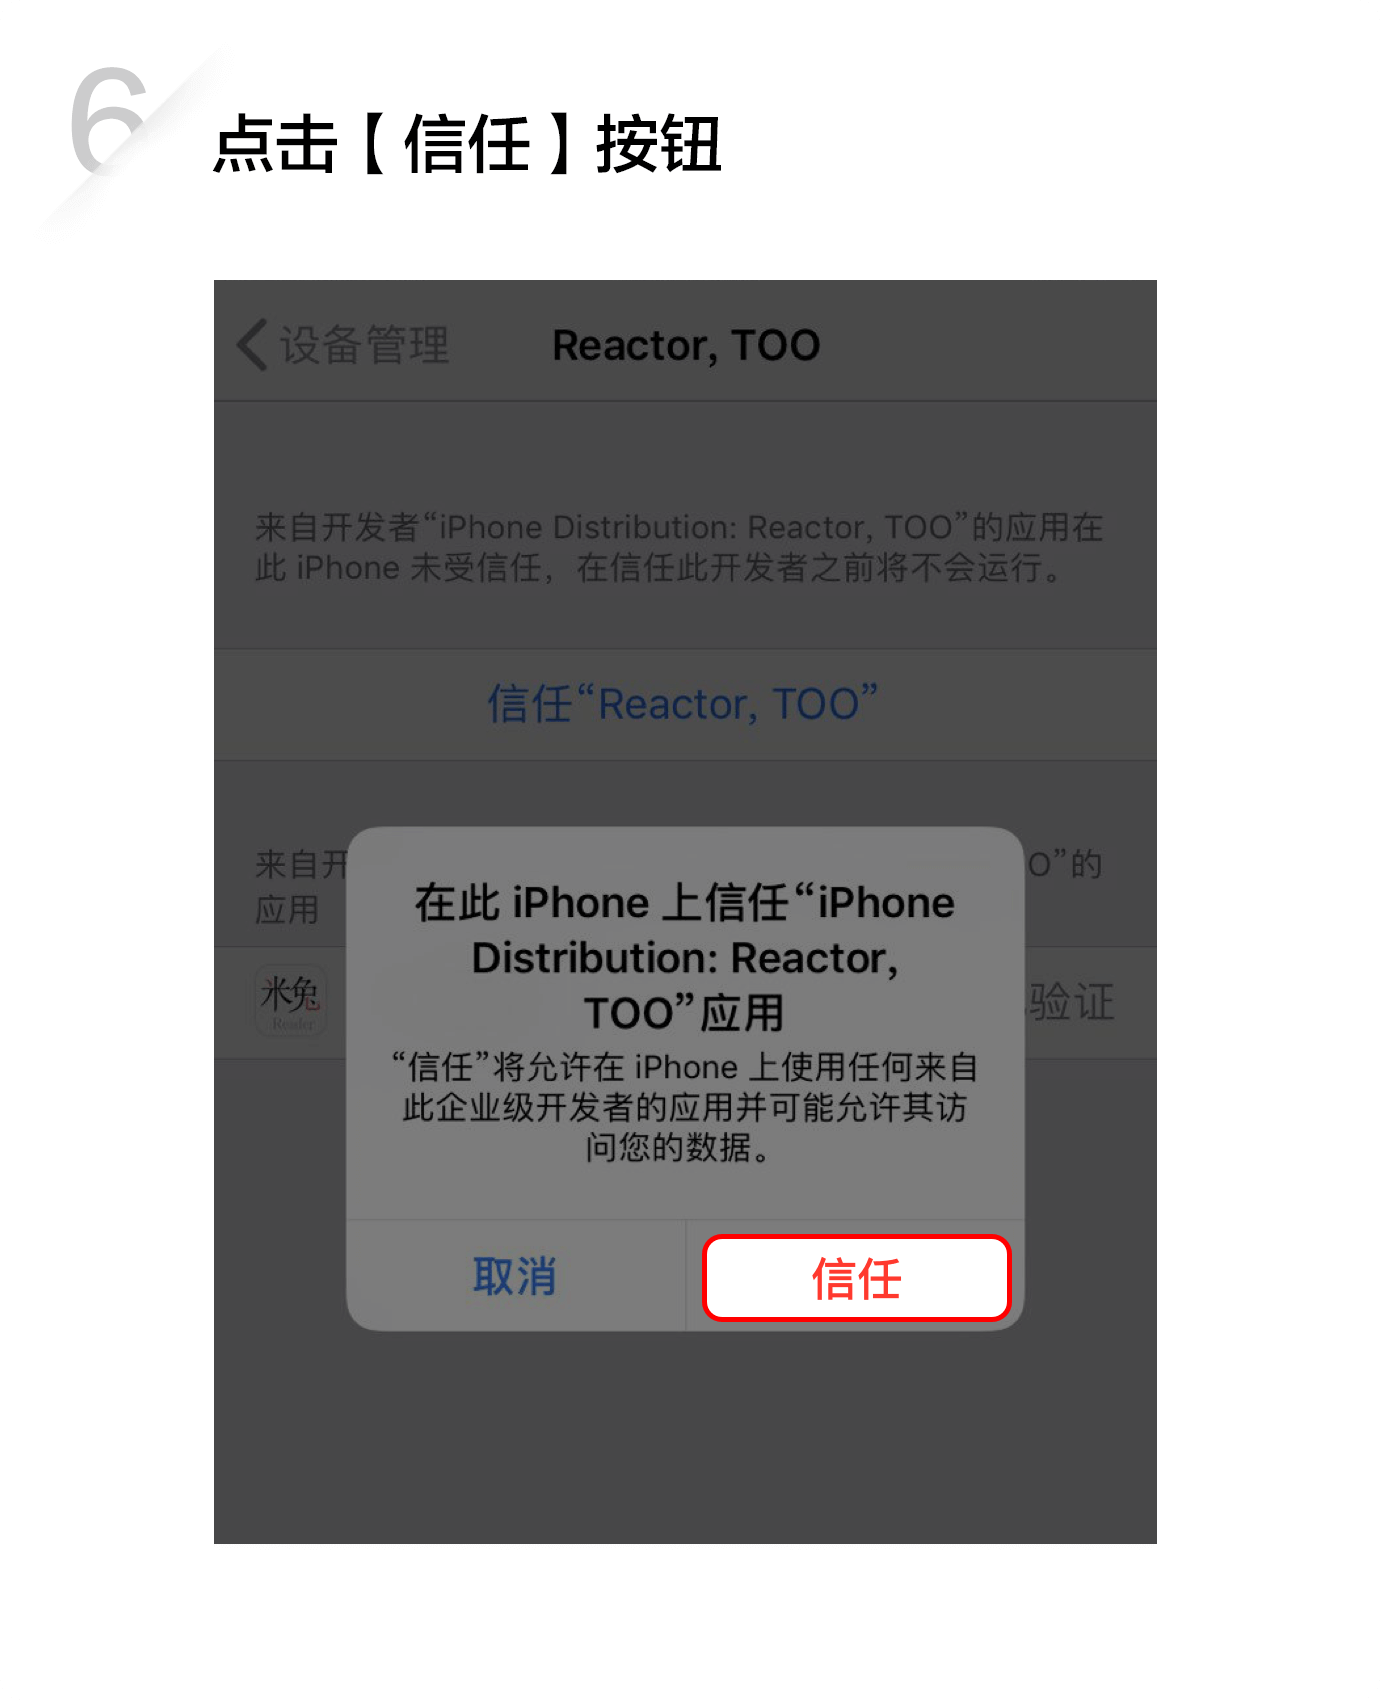 6
点击【信任】按钮
设备管理
Reactor, TOO
来自开发者“iPhone Distribution: Reactor, TOO”的应用在
此 iPhone 未受信任，在信任此开发者之前将不会运行。
信任“Reactor, TOO”
来自开
O”的
应用
在此 iPhone 上信任“iPhone
Distribution: Reactor,
TOO”应用
“信任”将允许在 iPhone 上使用任何来自
此企业级开发者的应用并可能允许其访
问您的数据。
米兔
Reader
验证
取消
信任